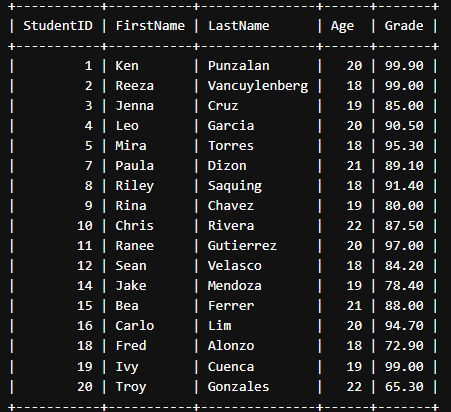 +-----------+-----------+---------------+------+-------+
| StudentID | FirstName | LastName      | Age  | Grade |
+-----------+-----------+---------------+------+-------+
|         1 | Ken       | Punzalan      |   20 | 99.90 |
|         2 | Reeza     | Vancuylenberg |   18 | 99.00 |
|         3 | Jenna     | Cruz          |   19 | 85.00 |
|         4 | Leo       | Garcia        |   20 | 90.50 |
|         5 | Mira      | Torres        |   18 | 95.30 |
|         7 | Paula     | Dizon         |   21 | 89.10 |
|         8 | Riley     | Saquing       |   18 | 91.40 |
|         9 | Rina      | Chavez        |   19 | 80.00 |
|        10 | Chris     | Rivera        |   22 | 87.50 |
|        11 | Ranee     | Gutierrez     |   20 | 97.00 |
|        12 | Sean      | Velasco       |   18 | 84.20 |
|        14 | Jake      | Mendoza       |   19 | 78.40 |
|        15 | Bea       | Ferrer        |   21 | 88.00 |
|        16 | Carlo     | Lim           |   20 | 94.70 |
|        18 | Fred      | Alonzo        |   18 | 72.90 |
|        19 | Ivy       | Cuenca        |   19 | 99.00 |
|        20 | Troy      | Gonzales      |   22 | 65.30 |
+-----------+-----------+---------------+------+-------+